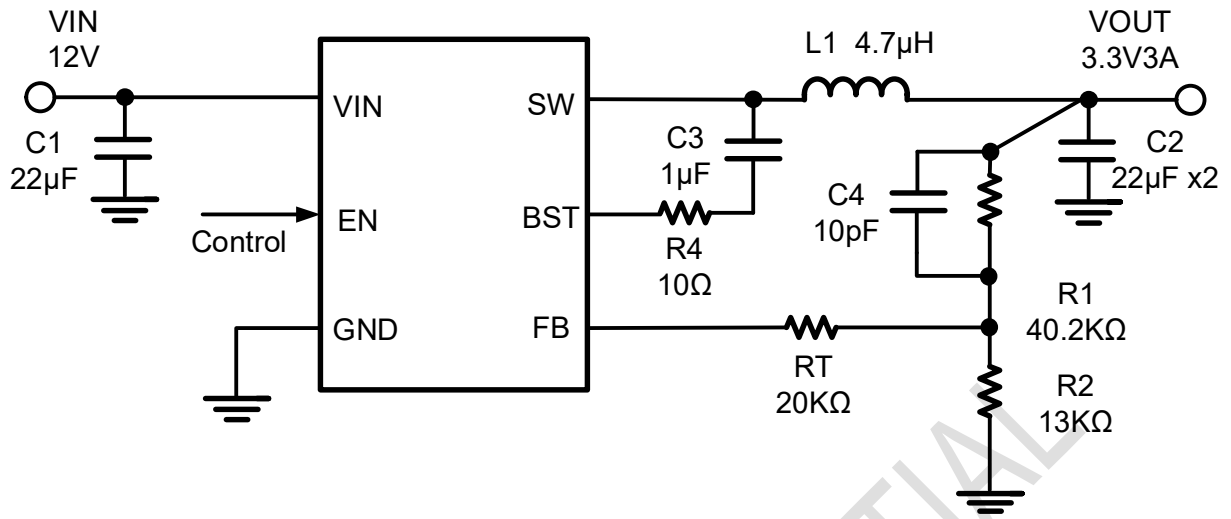 VIN
12V
C1
22µF
Control
VIN
EN
GND
SW
BST
FB
L1 4.7µH
C3
1µF
R4
10Ω
C4
10pF
RT
20KΩ
VOUT
3.3V3A
C2
22µF x2
R1
40.2KΩ
R2
13KΩ
TIAL